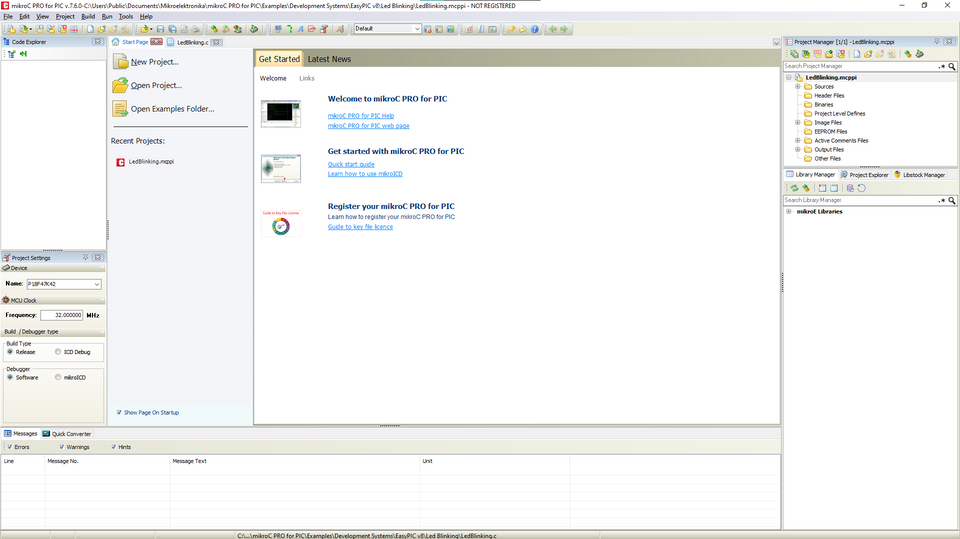 mikroC PRO for PIC v.7.6.0-C:\Users\Public\Documents\Mikroelektronika\mikroC PRO for PIC\Examples\Development Systems\EasyPIC v8\Led Blinking\LedBlinking.mcppi - NOT REGISTERED
File Edit View Project Build Run Tools Help
Default
Code Explorer
Start Page
LedBlinking.c
Project Manager [1/1] - LedBlinking.mcppi
New Project...
Open Project...
Open Examples Folder...
Recent Projects:
LedBlinking.mcppi
Show Page On Startup
Get Started
Latest News
Welcome
Links
Welcome to mikroC PRO for PIC
mikroC PRO for PIC Help
mikroC PRO for PIC web page
Get started with mikroC PRO for PIC
Quick start guide
Learn how to use mikroICD
Guide to Key File License
Register your mikroC PRO for PIC
Learn how to register your mikroC PRO for PIC
Guide to key file licence
Search Project Manager
LedBlinking.mcppi
Sources
Header Files
Binaries
Project Level Defines
Image Files
EEPROM Files
Active Comments Files
Output Files
Other Files
Library Manager
Project Explorer
Libstock Manager
Search Library Manager
mikroE Libraries
Project Settings
Device
Name: P18F47K42
MCU Clock
Frequency: 32.000000 MHz
Build / Debugger type
Build Type
Release
ICD Debug
Debugger
Software
mikroICD
Messages
Quick Converter
Errors
Warnings
Hints
Line
Message No.
Message Text
Unit
C:\...\mikroC PRO for PIC\Examples\Development Systems\EasyPIC v8\Led Blinking\LedBlinking.c